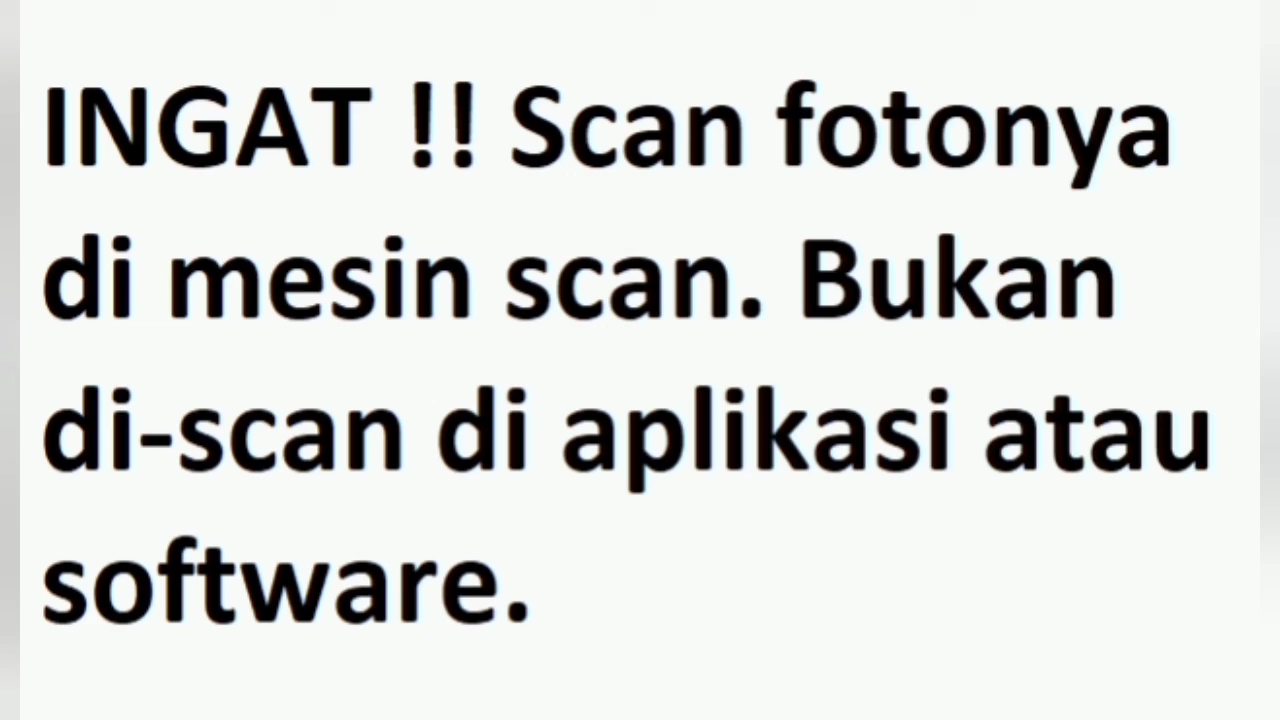 INGAT !! Scan fotonya
di mesin scan. Bukan
di-scan di aplikasi atau
software.